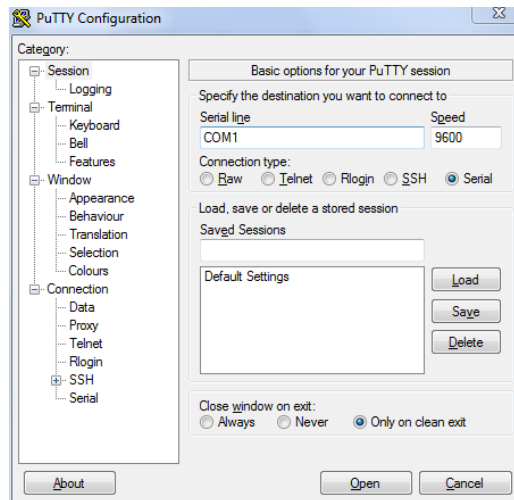 PuTTY Configuration
Category:
Session
Logging
Terminal
Keyboard
Bell
Features
Window
Appearance
Behaviour
Translation
Selection
Colours
Connection
Data
Proxy
Telnet
Rlogin
SSH
Serial
Basic options for your PuTTY session
Specify the destination you want to connect to
Serial line Speed
COM1 9600
Connection type:
Raw Telnet Rlogin SSH Serial
Load, save or delete a stored session
Saved Sessions
Default Settings
Load
Save
Delete
Close window on exit:
Always Never Only on clean exit
About Open Cancel